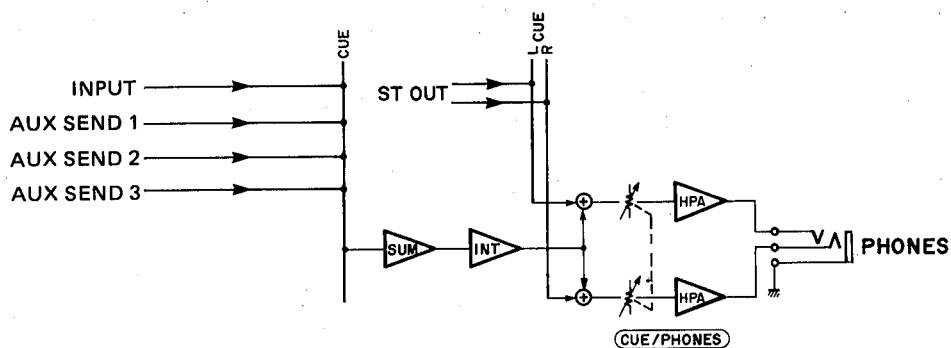 CUE
L CUE
R
INPUT
ST OUT
AUX SEND 1
AUX SEND 2
AUX SEND 3
HPA
SUM
INT
PHONES
HPA
CUE/PHONES